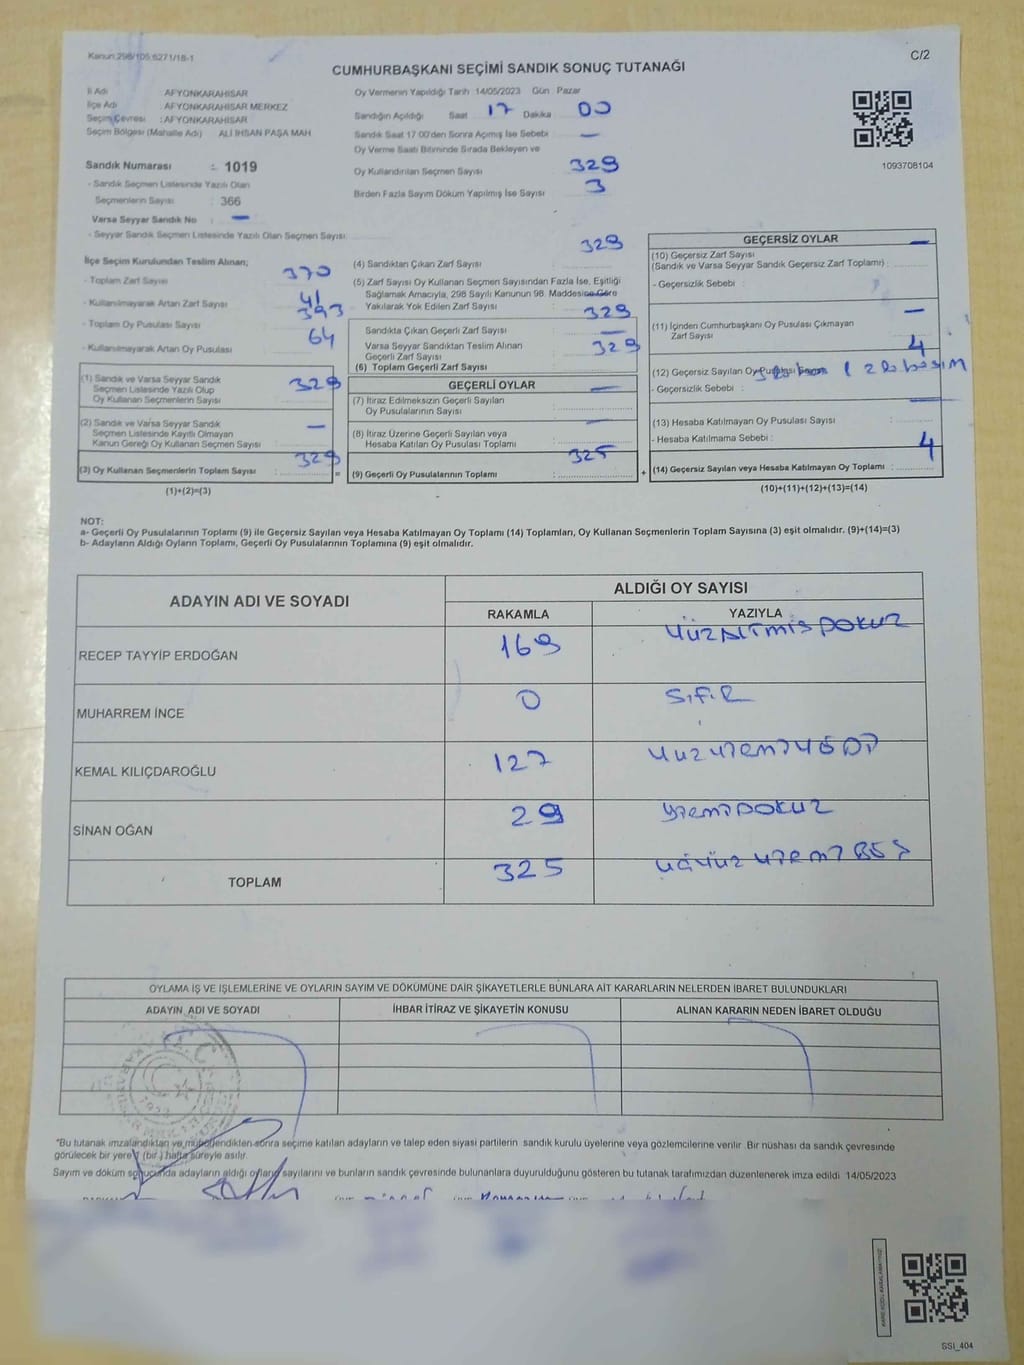 Kanun:298/105;6271/18-1
C/2
CUMHURBAŞKANI SEÇİMİ SANDIK SONUÇ TUTANAĞI
İl Adı AFYONKARAHİSAR
İlçe Adı : AFYONKARAHİSAR MERKEZ
Seçim Çevresi : AFYONKARAHİSAR
Seçim Bölgesi (Mahalle Adı) ALİ İHSAN PAŞA MAH
Sandık Numarası : 1019
- Sandık Seçmen Listesinde Yazılı Olan
Seçmenlerin Sayısı : 366
Varsa Seyyar Sandık No : —
- Seyyar Sandık Seçmen Listesinde Yazılı Olan Seçmen Sayısı:
Oy Vermenin Yapıldığı Tarih 14/05/2023 Gün Pazar
Sandığın Açıldığı Saat 17 Dakika 00
Sandık Saat 17:00'den Sonra Açımış İse Sebebi —
Oy Verme Saati Bitiminde Sırada Bekleyen ve
Oy Kullandırılan Seçmen Sayısı 329
Birden Fazla Sayım Döküm Yapılmış İse Sayısı 3
1093708104
İlçe Seçim Kurulundan Teslim Alınan;
- Toplam Zarf Sayısı 370
- Kullanılmayarak Artan Zarf Sayısı 41
- Toplam Oy Pusulası Sayısı 393
- Kullanılmayarak Artan Oy Pusulası 64
(1) Sandık ve Varsa Seyyar Sandık
Seçmen Listesinde Yazılı Olup
Oy Kullanan Seçmenlerin Sayısı 329
(2) Sandık ve Varsa Seyyar Sandık
Seçmen Listesinde Kayıtlı Olmayan
Kanun Gereği Oy Kullanan Seçmen Sayısı —
(3) Oy Kullanan Seçmenlerin Toplam Sayısı : 329
(1)+(2)=(3)
(4) Sandıktan Çıkan Zarf Sayısı 329
(5) Zarf Sayısı Oy Kullanan Seçmen Sayısından Fazla İse, Eşitliği
Sağlamak Amacıyla, 298 Sayılı Kanunun 98. Maddesine Göre
Yakılarak Yok Edilen Zarf Sayısı —
Sandıkta Çıkan Geçerli Zarf Sayısı : 329
Varsa Seyyar Sandıktan Teslim Alınan
Geçerli Zarf Sayısı —
(6) Toplam Geçerli Zarf Sayısı : 329
GEÇERLİ OYLAR
(7) İtiraz Edilmeksizin Geçerli Sayılan
Oy Pusulalarının Sayısı —
(8) İtiraz Üzerine Geçerli Sayılan veya
Hesaba Katılan Oy Pusulası Toplamı —
= (9) Geçerli Oy Pusulalarının Toplamı : 325
GEÇERSİZ OYLAR
(10) Geçersiz Zarf Sayısı —
(Sandık ve Varsa Seyyar Sandık Geçersiz Zarf Toplamı) :
- Geçersizlik Sebebi :
(11) İçinden Cumhurbaşkanı Oy Pusulası Çıkmayan
Zarf Sayısı —
(12) Geçersiz Sayılan Oy Pusulası Sayısı 4
- Geçersizlik Sebebi :
(13) Hesaba Katılmayan Oy Pusulası Sayısı —
- Hesaba Katılmama Sebebi :
+ (14) Geçersiz Sayılan veya Hesaba Katılmayan Oy Toplamı : 4
(10)+(11)+(12)+(13)=(14)
NOT:
a- Geçerli Oy Pusulalarının Toplamı (9) ile Geçersiz Sayılan veya Hesaba Katılmayan Oy Toplamı (14) Toplamları, Oy Kullanan Seçmenlerin Toplam Sayısına (3) eşit olmalıdır. (9)+(14)=(3)
b- Adayların Aldığı Oyların Toplamı, Geçerli Oy Pusulalarının Toplamına (9) eşit olmalıdır.
ADAYIN ADI VE SOYADI
ALDIĞI OY SAYISI
RAKAMLA YAZIYLA
RECEP TAYYİP ERDOĞAN 169 YÜZALTMIŞDOKUZ
MUHARREM İNCE 0 SIFIR
KEMAL KILIÇDAROĞLU 127 YÜZYİRMİYEDİ
SİNAN OĞAN 29 YİRMİDOKUZ
TOPLAM 325 ÜÇYÜZ YİRMİ BEŞ
OYLAMA İŞ VE İŞLEMLERİNE VE OYLARIN SAYIM VE DÖKÜMÜNE DAİR ŞİKAYETLERLE BUNLARA AİT KARARLARIN NELERDEN İBARET BULUNDUKLARI
ADAYIN ADI VE SOYADI İHBAR İTİRAZ VE ŞİKAYETİN KONUSU ALINAN KARARIN NEDEN İBARET OLDUĞU
T.C.
*Bu tutanak imzalandıktan ve mühürlendikten sonra seçime katılan adayların ve talep eden siyasi partilerin sandık kurulu üyelerine veya gözlemcilerine verilir. Bir nüshası da sandık çevresinde
görülecek bir yere 1 (bir ) hafta süreyle asılır.
Sayım ve döküm sonucunda adayların aldığı oyların sayılarını ve bunların sandık çevresinde bulunanlara duyurulduğunu gösteren bu tutanak tarafımızdan düzenlenerek imza edildi 14/05/2023
KARE KODU KARALAMAYINIZ!
SSI_404